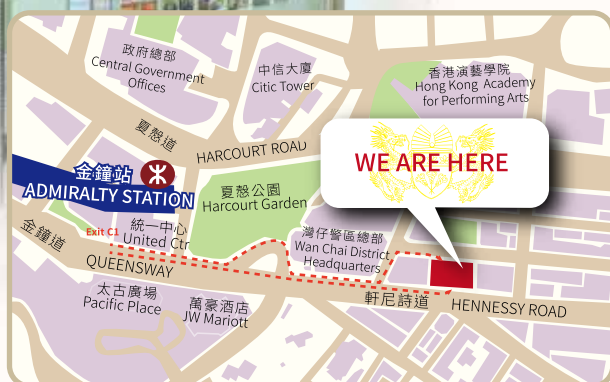 政府總部
Central Government
Offices
中信大廈
Citic Tower
香港演藝學院
Hong Kong Academy
for Performing Arts
夏慤道
HARCOURT ROAD
WE ARE HERE
金鐘站
ADMIRALTY STATION
夏慤公園
Harcourt Garden
金鐘道
Exit C1
統一中心
United Ctr
灣仔警區總部
Wan Chai District
Headquarters
QUEENSWAY
太古廣場
Pacific Place
萬豪酒店
JW Mariott
軒尼詩道
HENNESSY ROAD